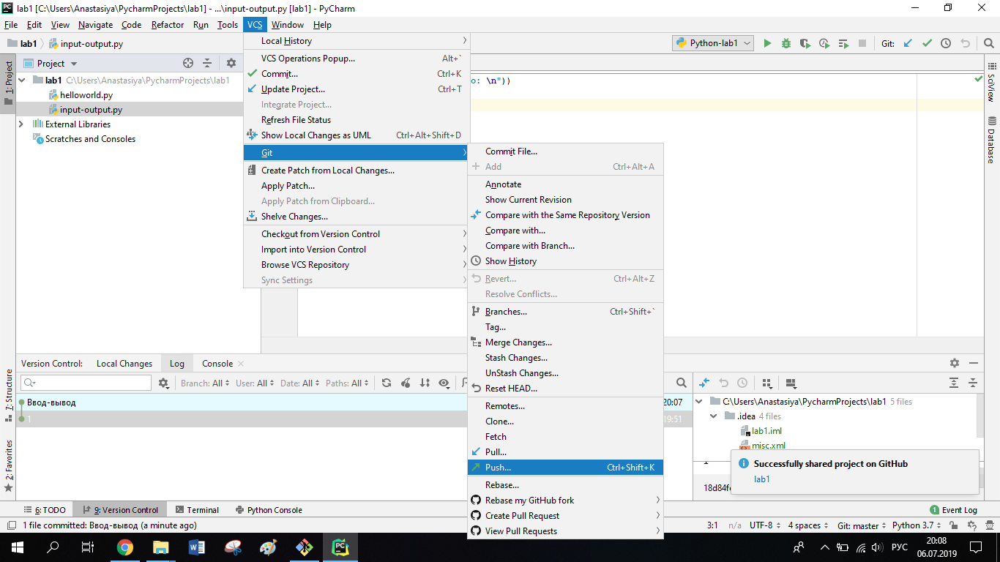 lab1 [C:\Users\Anastasiya\PycharmProjects\lab1] - ...\input-output.py [lab1] - PyCharm
File Edit View Navigate Code Refactor Run Tools VCS Window Help
lab1 input-output.py
Python-lab1
Git:
1: Project
Project
lab1 C:\Users\Anastasiya\PycharmProjects\lab1
helloworld.py
input-output.py
External Libraries
Scratches and Consoles
Local History
VCS Operations Popup... Alt+`
Commit... Ctrl+K
Update Project... Ctrl+T
Integrate Project...
Refresh File Status
Show Local Changes as UML Ctrl+Alt+Shift+D
Git
Create Patch from Local Changes...
Apply Patch...
Apply Patch from Clipboard...
Shelve Changes...
Checkout from Version Control
Import into Version Control
Browse VCS Repository
Sync Settings
o: \n"))
Commit File...
Add Ctrl+Alt+A
Annotate
Show Current Revision
Compare with the Same Repository Version
Compare with...
Compare with Branch...
Show History
Revert... Ctrl+Alt+Z
Resolve Conflicts...
Branches... Ctrl+Shift+`
Tag...
Merge Changes...
Stash Changes...
UnStash Changes...
Reset HEAD...
Remotes...
Clone...
Fetch
Pull...
Push... Ctrl+Shift+K
Rebase...
Rebase my GitHub fork
Create Pull Request
View Pull Requests
SciView
Database
7: Structure
2: Favorites
Version Control: Local Changes Log Console
Branch: All User: All Date: All Paths: All
Ввод-вывод 20:07
1 19:51
C:\Users\Anastasiya\PycharmProjects\lab1 5 files
.idea 4 files
lab1.iml
misc.xml
Successfully shared project on GitHub
lab1
6: TODO 9: Version Control Terminal Python Console
1 Event Log
1 file committed: Ввод-вывод (a minute ago)
3:1 n/a UTF-8 4 spaces Git: master Python 3.7
PC
РУС
20:08
06.07.2019